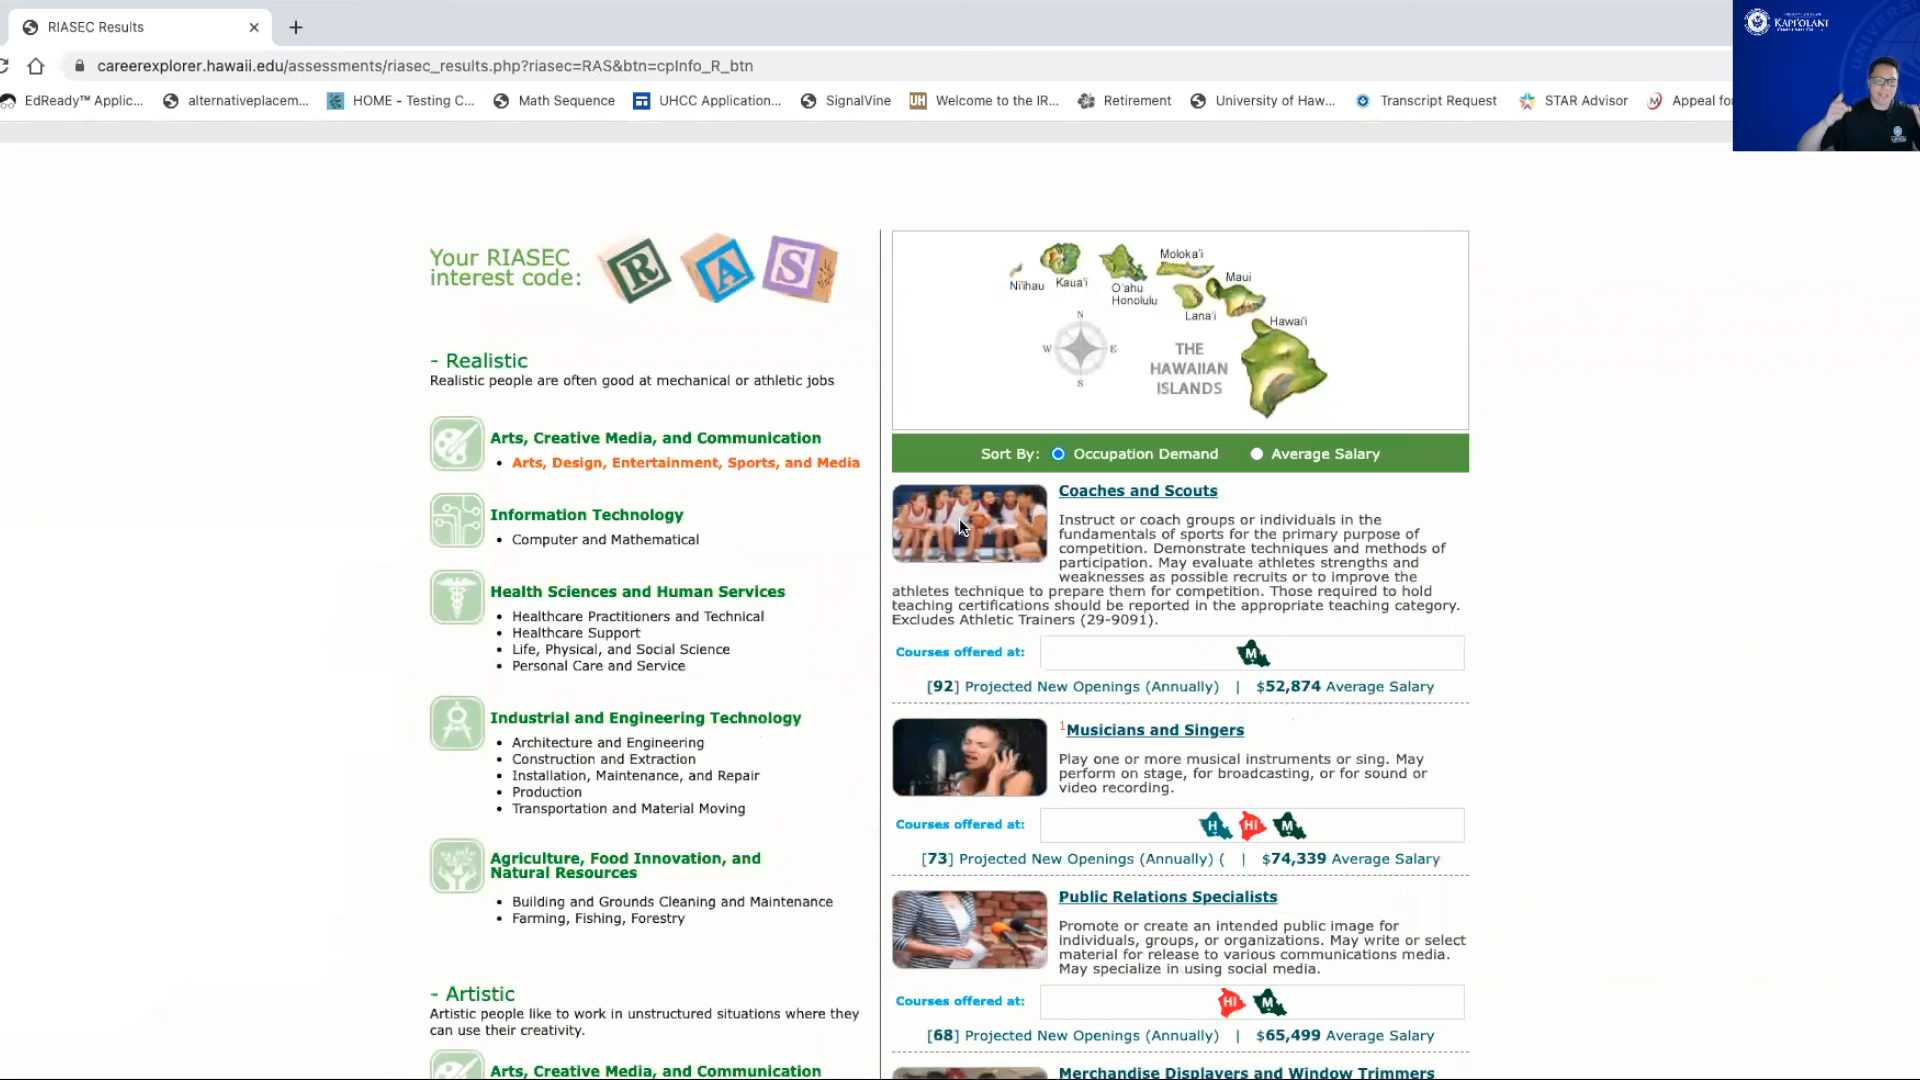 RIASEC Results
careerexplorer.hawaii.edu/assessments/riasec_results.php?riasec=RAS&btn=cpInfo_R_btn
EdReady™ Applic...
alternativeplacem...
HOME - Testing C...
Math Sequence
UHCC Application...
SignalVine
UH
Welcome to the IR...
Retirement
University of Haw...
Transcript Request
STAR Advisor
Appeal for
KAPI'OLANI
Your RIASEC
interest code:
R A S
- Realistic
Realistic people are often good at mechanical or athletic jobs
Arts, Creative Media, and Communication
• Arts, Design, Entertainment, Sports, and Media
Information Technology
• Computer and Mathematical
Health Sciences and Human Services
• Healthcare Practitioners and Technical
• Healthcare Support
• Life, Physical, and Social Science
• Personal Care and Service
Industrial and Engineering Technology
• Architecture and Engineering
• Construction and Extraction
• Installation, Maintenance, and Repair
• Production
• Transportation and Material Moving
Agriculture, Food Innovation, and
Natural Resources
• Building and Grounds Cleaning and Maintenance
• Farming, Fishing, Forestry
- Artistic
Artistic people like to work in unstructured situations where they
can use their creativity.
Arts, Creative Media, and Communication
Ni'ihau
Kaua'i
O'ahu
Honolulu
Moloka'i
Lana'i
Maui
Hawai'i
N
W
E
S
THE
HAWAIIAN
ISLANDS
Sort By: Occupation Demand Average Salary
Coaches and Scouts
Instruct or coach groups or individuals in the
fundamentals of sports for the primary purpose of
competition. Demonstrate techniques and methods of
participation. May evaluate athletes strengths and
weaknesses as possible recruits or to improve the
athletes technique to prepare them for competition. Those required to hold
teaching certifications should be reported in the appropriate teaching category.
Excludes Athletic Trainers (29-9091).
Courses offered at: M
[92] Projected New Openings (Annually) | $52,874 Average Salary
1Musicians and Singers
Play one or more musical instruments or sing. May
perform on stage, for broadcasting, or for sound or
video recording.
Courses offered at: H HI M
[73] Projected New Openings (Annually) ( | $74,339 Average Salary
Public Relations Specialists
Promote or create an intended public image for
individuals, groups, or organizations. May write or select
material for release to various communications media.
May specialize in using social media.
Courses offered at: HI M
[68] Projected New Openings (Annually) | $65,499 Average Salary
Merchandise Displayers and Window Trimmers